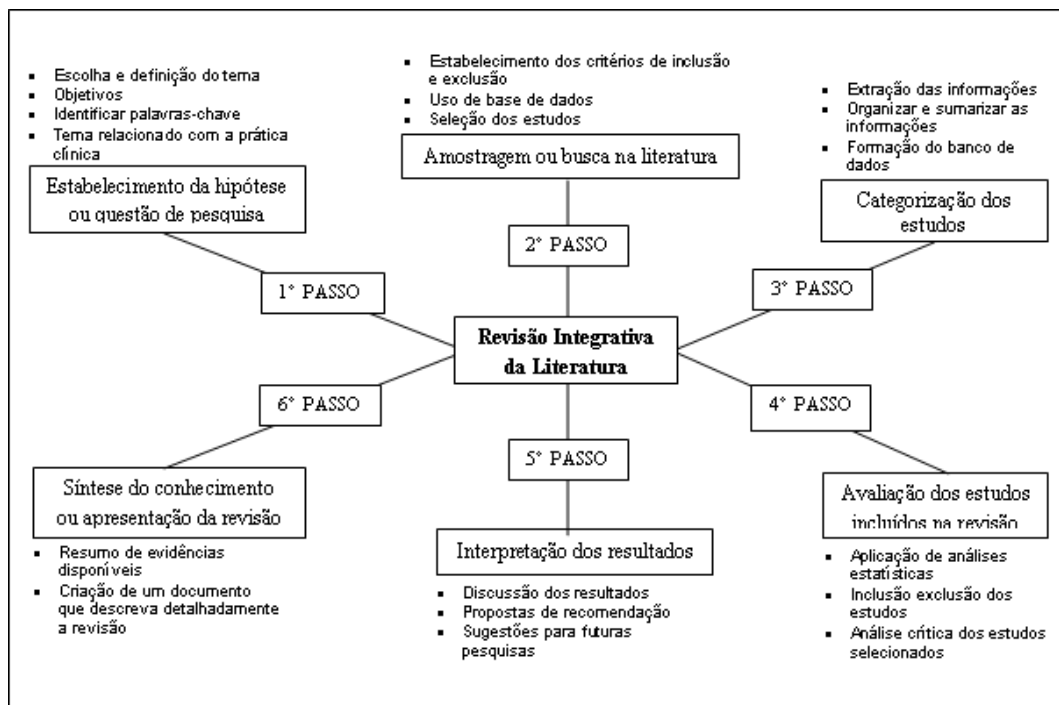 ▪ Escolha e definição do tema
▪ Objetivos
▪ Identificar palavras-chave
▪ Tema relacionado com a prática
clínica
Estabelecimento da hipótese
ou questão de pesquisa
1° PASSO
▪ Estabelecimento dos critérios de inclusão
e exclusão
▪ Uso de base de dados
▪ Seleção dos estudos
Amostragem ou busca na literatura
2° PASSO
▪ Extração das informações
▪ Organizar e sumarizar as
informações
▪ Formação do banco de
dados
Categorização dos
estudos
3° PASSO
Revisão Integrativa
da Literatura
4° PASSO
Avaliação dos estudos
incluídos na revisão
▪ Aplicação de análises
estatísticas
▪ Inclusão exclusão dos
estudos
▪ Análise crítica dos estudos
selecionados
5° PASSO
Interpretação dos resultados
▪ Discussão dos resultados
▪ Propostas de recomendação
▪ Sugestões para futuras
pesquisas
6° PASSO
Síntese do conhecimento
ou apresentação da revisão
▪ Resumo de evidências
disponíveis
▪ Criação de um documento
que descreva detalhadamente
a revisão